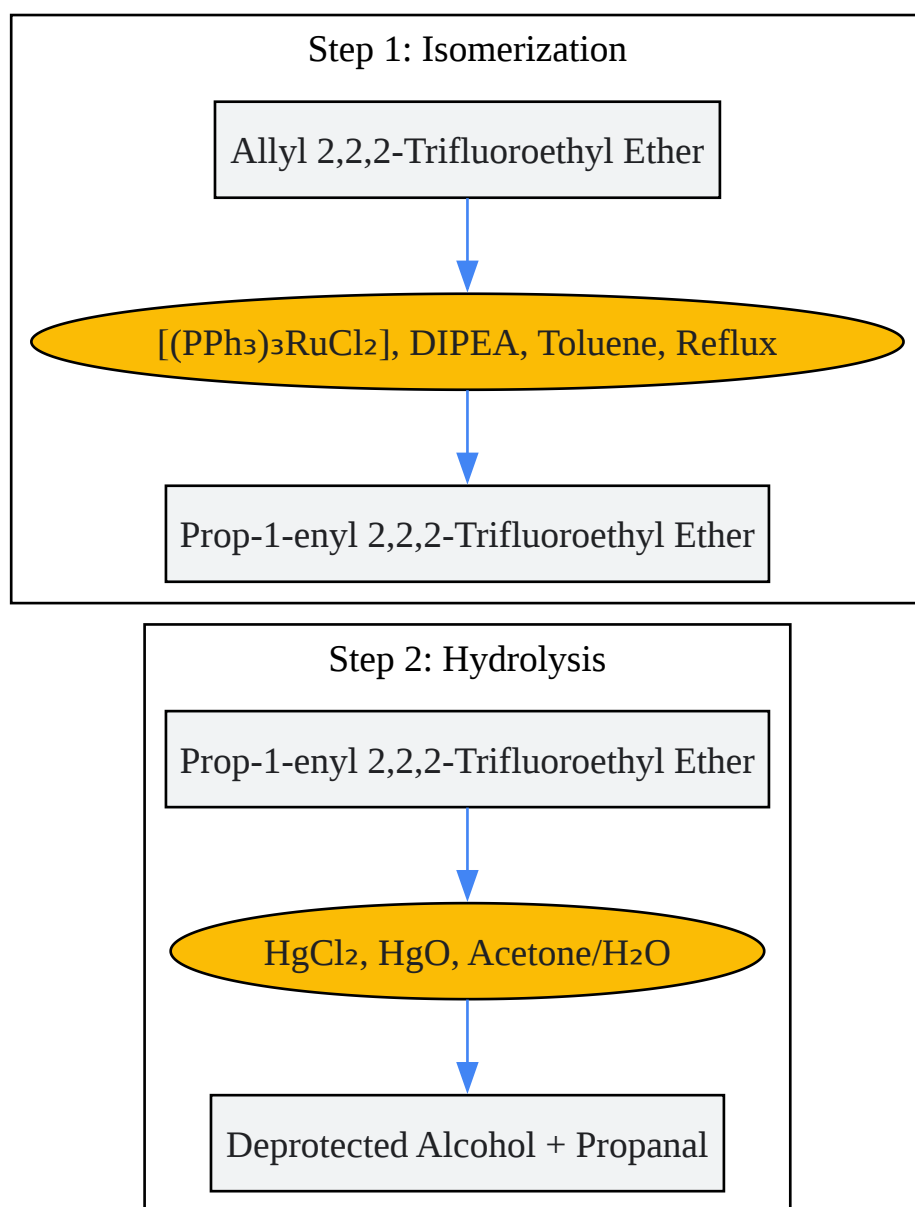 Step 1: Isomerization
Allyl 2,2,2-Trifluoroethyl Ether
[(PPh₃)₃RuCl₂], DIPEA, Toluene, Reflux
Prop-1-enyl 2,2,2-Trifluoroethyl Ether
Step 2: Hydrolysis
Prop-1-enyl 2,2,2-Trifluoroethyl Ether
HgCl₂, HgO, Acetone/H₂O
Deprotected Alcohol + Propanal